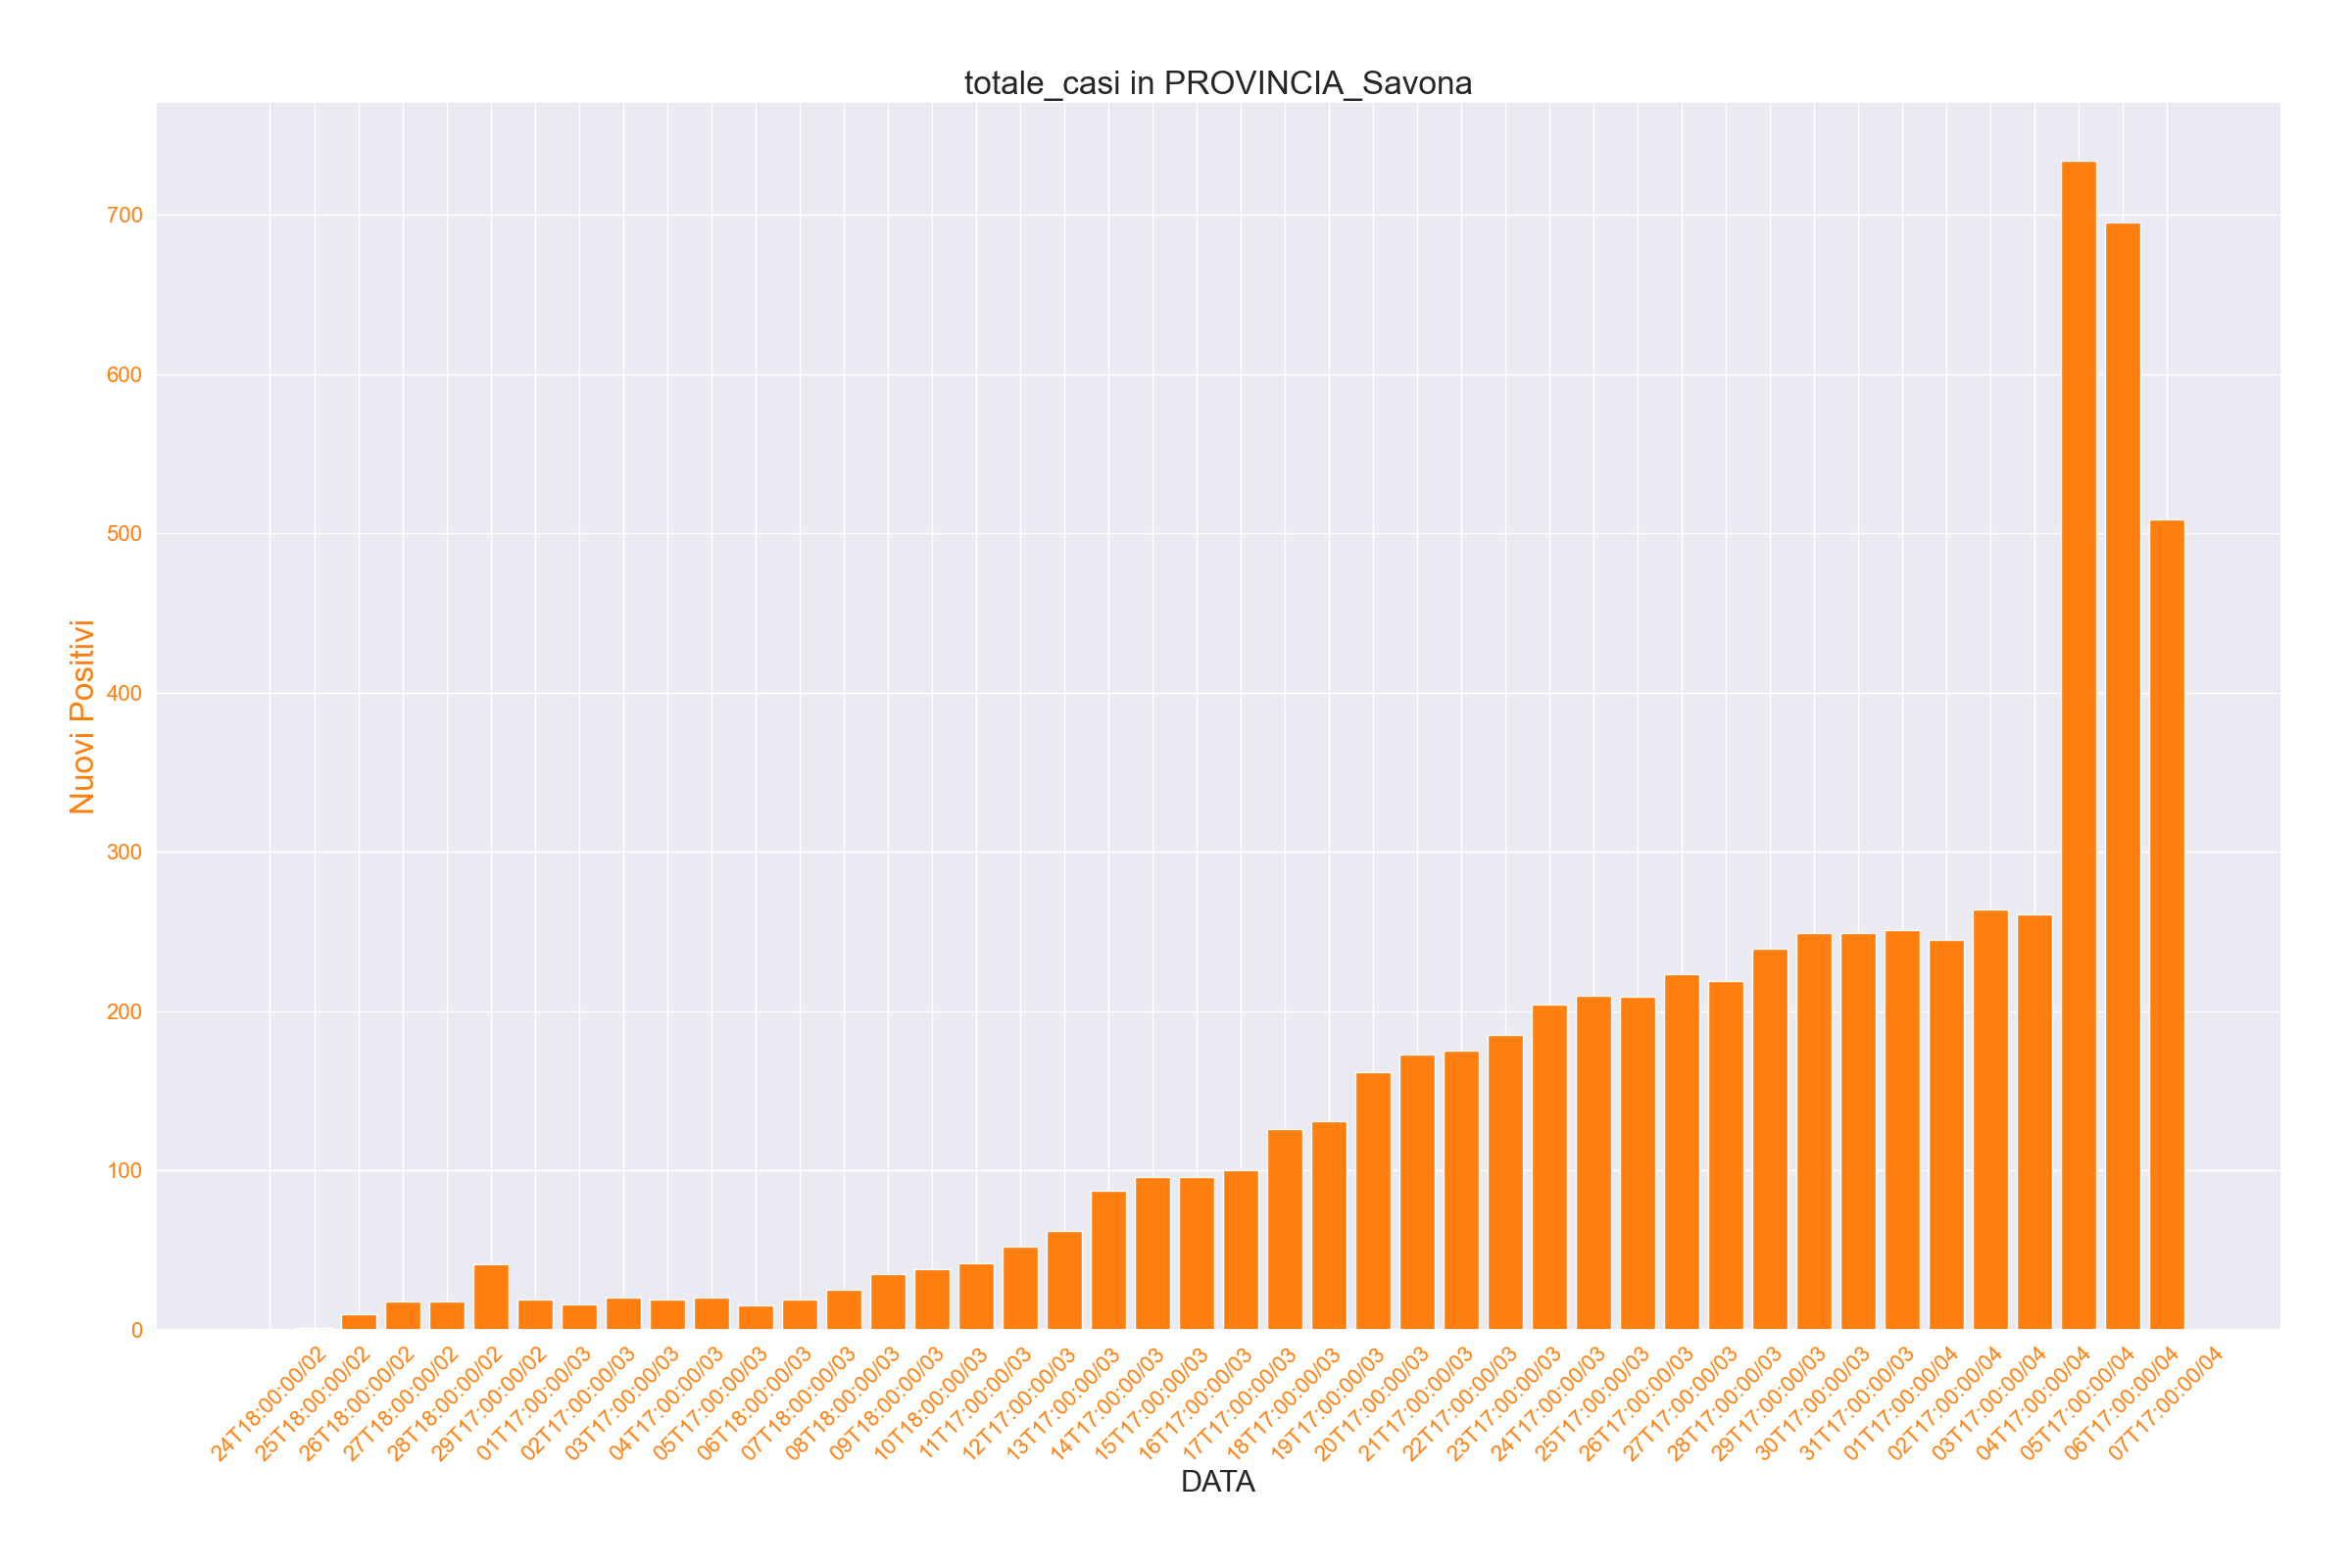 totale_casi in PROVINCIA_Savona
700
600
500
400
300
200
100
0
Nuovi Positivi
24T18:00:00/02
25T18:00:00/02
26T18:00:00/02
27T18:00:00/02
28T18:00:00/02
29T17:00:00/02
01T17:00:00/03
02T17:00:00/03
03T17:00:00/03
04T17:00:00/03
05T17:00:00/03
06T18:00:00/03
07T18:00:00/03
08T18:00:00/03
09T18:00:00/03
10T18:00:00/03
11T17:00:00/03
12T17:00:00/03
13T17:00:00/03
14T17:00:00/03
15T17:00:00/03
16T17:00:00/03
17T17:00:00/03
18T17:00:00/03
19T17:00:00/03
20T17:00:00/03
21T17:00:00/03
22T17:00:00/03
23T17:00:00/03
24T17:00:00/03
25T17:00:00/03
26T17:00:00/03
27T17:00:00/03
28T17:00:00/03
29T17:00:00/03
30T17:00:00/03
31T17:00:00/03
01T17:00:00/04
02T17:00:00/04
03T17:00:00/04
04T17:00:00/04
05T17:00:00/04
06T17:00:00/04
07T17:00:00/04
DATA